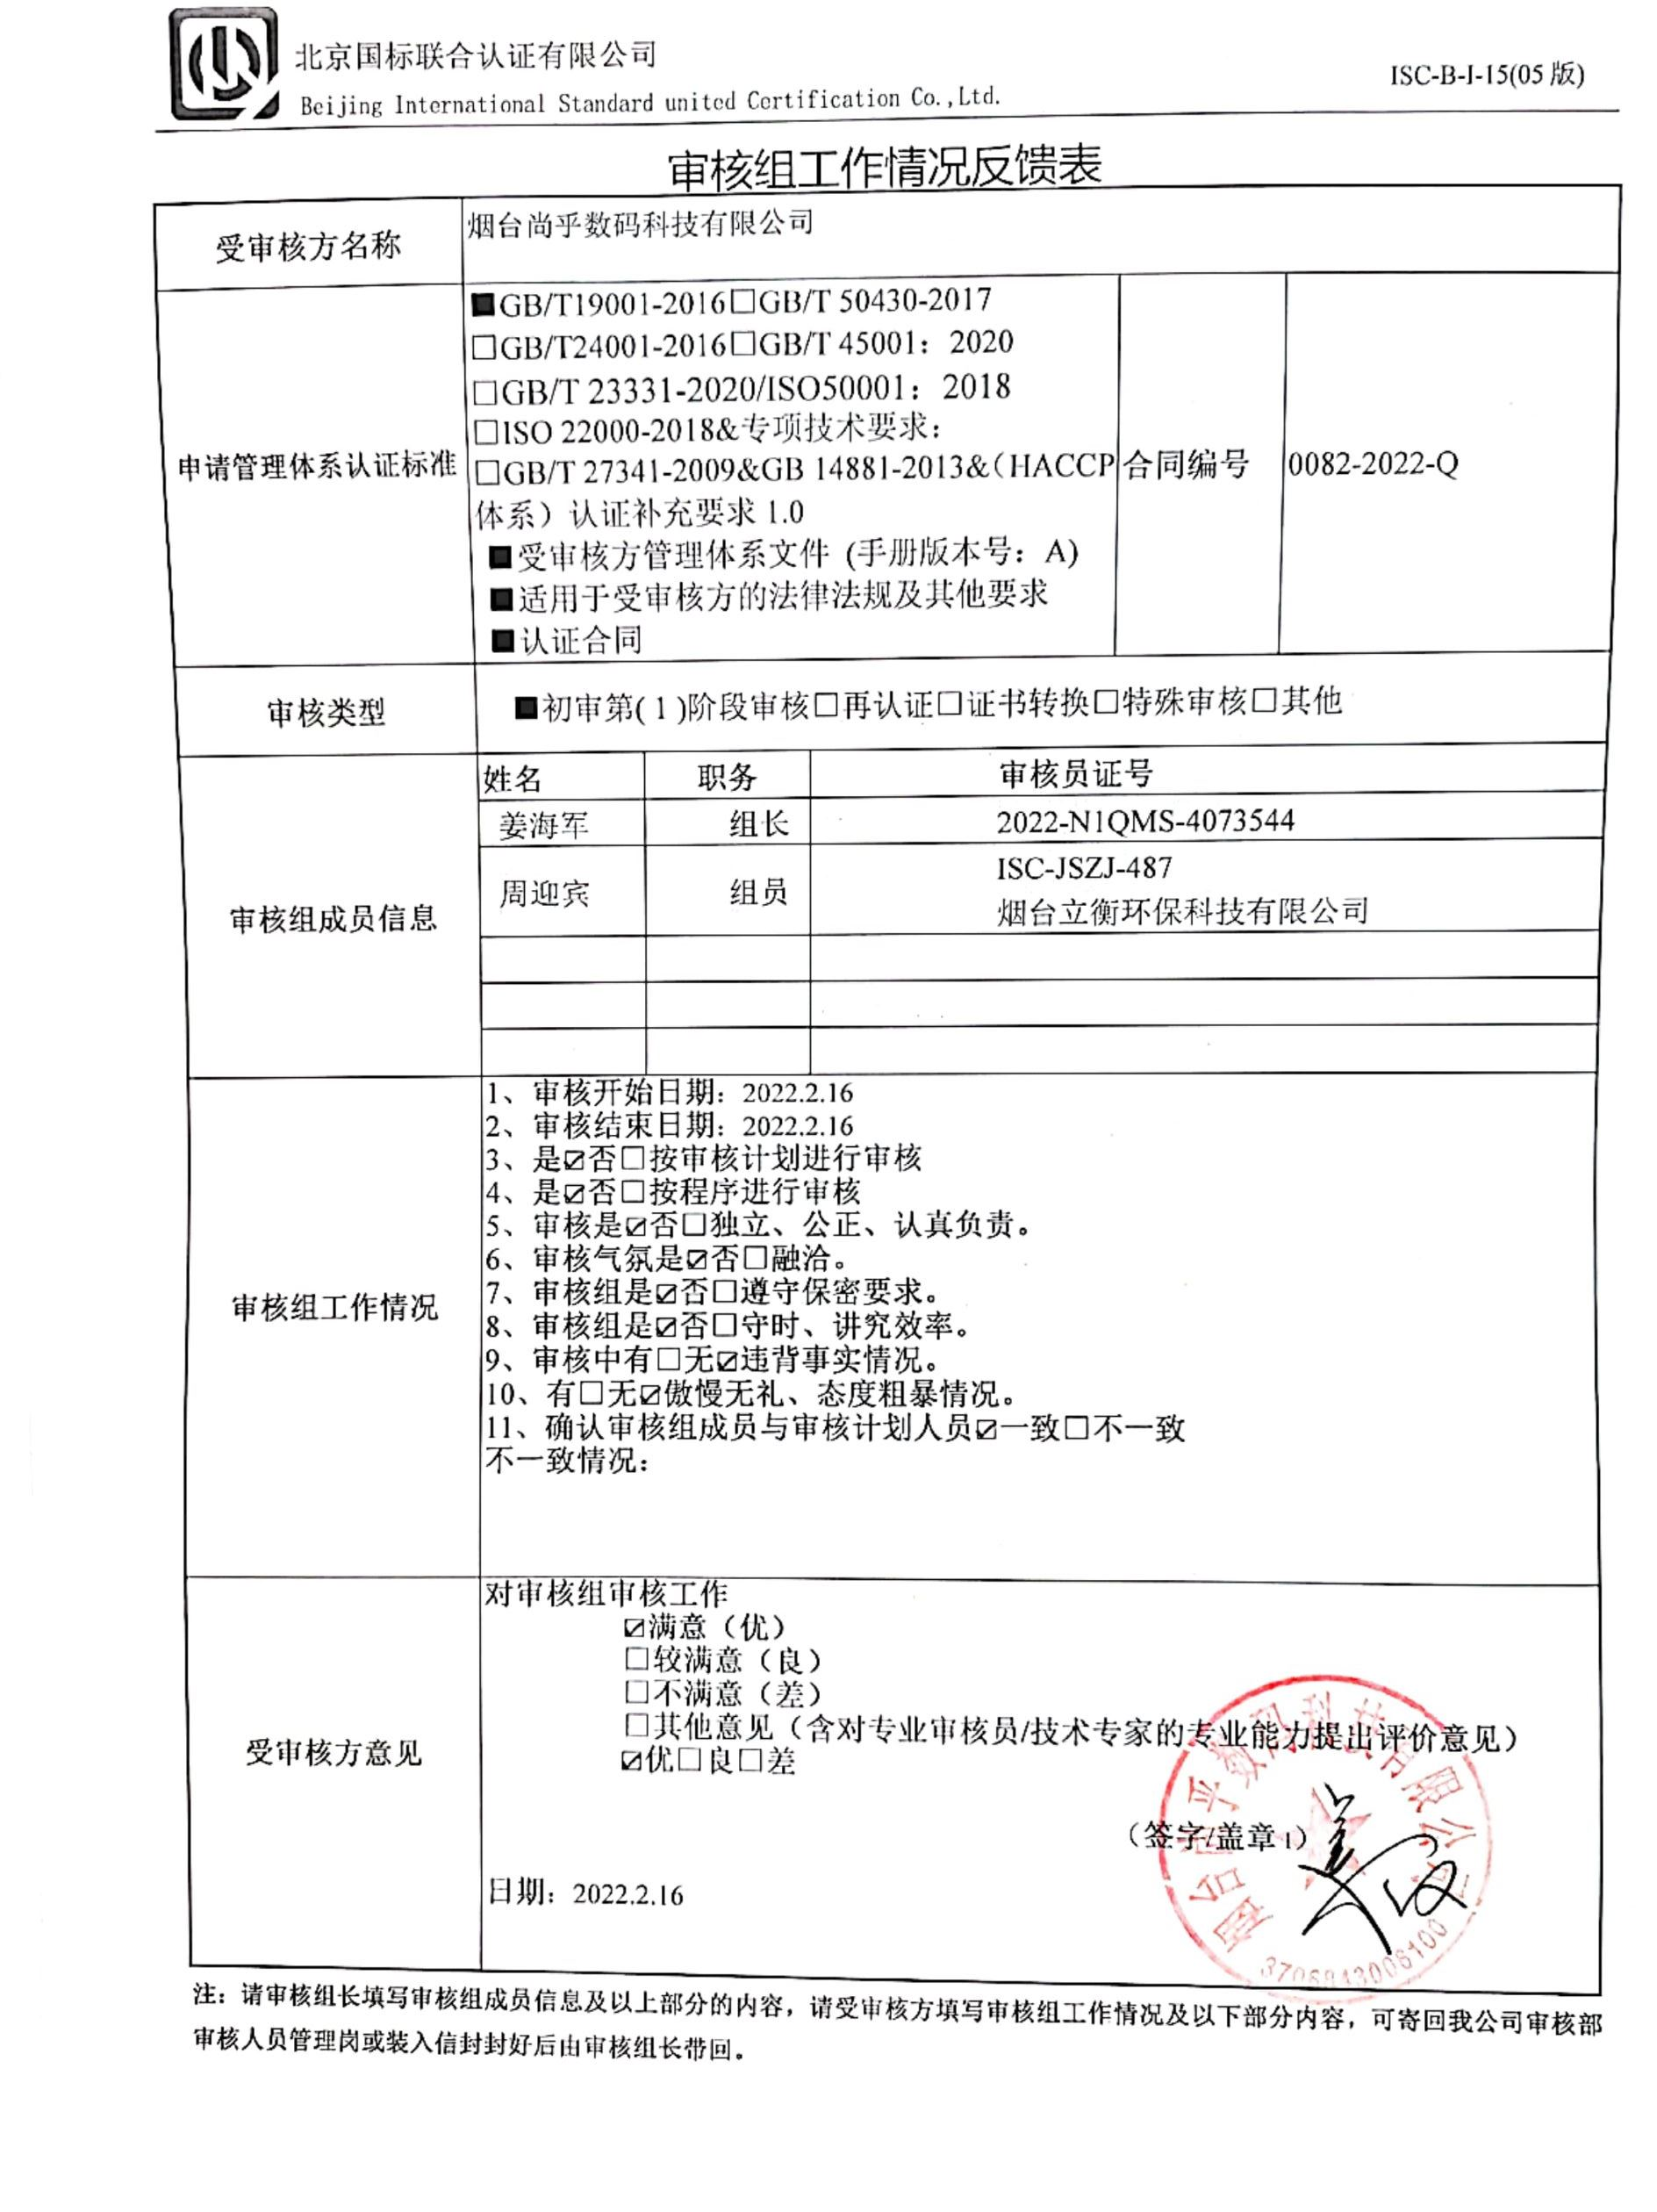 北京国标联合认证有限公司
Beijing International Standard united Certification Co.,Ltd.
ISC-B-I-15(05 版)
审核组工作情况反馈表
受审核方名称
烟台尚乎数码科技有限公司
申请管理体系认证标准
■GB/T19001-2016□GB/T 50430-2017
□GB/T24001-2016□GB/T 45001：2020
□GB/T 23331-2020/ISO50001：2018
□ISO 22000-2018&专项技术要求：
□GB/T 27341-2009&GB 14881-2013&（HACCP
体系）认证补充要求 1.0
■受审核方管理体系文件 (手册版本号：A)
■适用于受审核方的法律法规及其他要求
■认证合同
合同编号
0082-2022-Q
审核类型
■初审第( 1 )阶段审核□再认证□证书转换□特殊审核□其他
审核组成员信息
姓名 职务 审核员证号
姜海军 组长 2022-N1QMS-4073544
周迎宾 组员 ISC-JSZJ-487
烟台立衡环保科技有限公司
审核组工作情况
1、审核开始日期：2022.2.16
2、审核结束日期：2022.2.16
3、是☑否□按审核计划进行审核
4、是☑否□按程序进行审核
5、审核是☑否□独立、公正、认真负责。
6、审核气氛是☑否□融洽。
7、审核组是☑否□遵守保密要求。
8、审核组是☑否□守时、讲究效率。
9、审核中有□无☑违背事实情况。
10、有□无☑傲慢无礼、态度粗暴情况。
11、确认审核组成员与审核计划人员☑一致□不一致
不一致情况：
受审核方意见
对审核组审核工作
☑满意（优）
□较满意（良）
□不满意（差）
□其他意见（含对专业审核员/技术专家的专业能力提出评价意见）
☑优□良□差
（签字/盖章 1）
烟台尚乎数码科技有限公司
日期：2022.2.16
注：请审核组长填写审核组成员信息及以上部分的内容，请受审核方填写审核组工作情况及以下部分内容，可寄回我公司审核部
审核人员管理岗或装入信封封好后由审核组长带回。